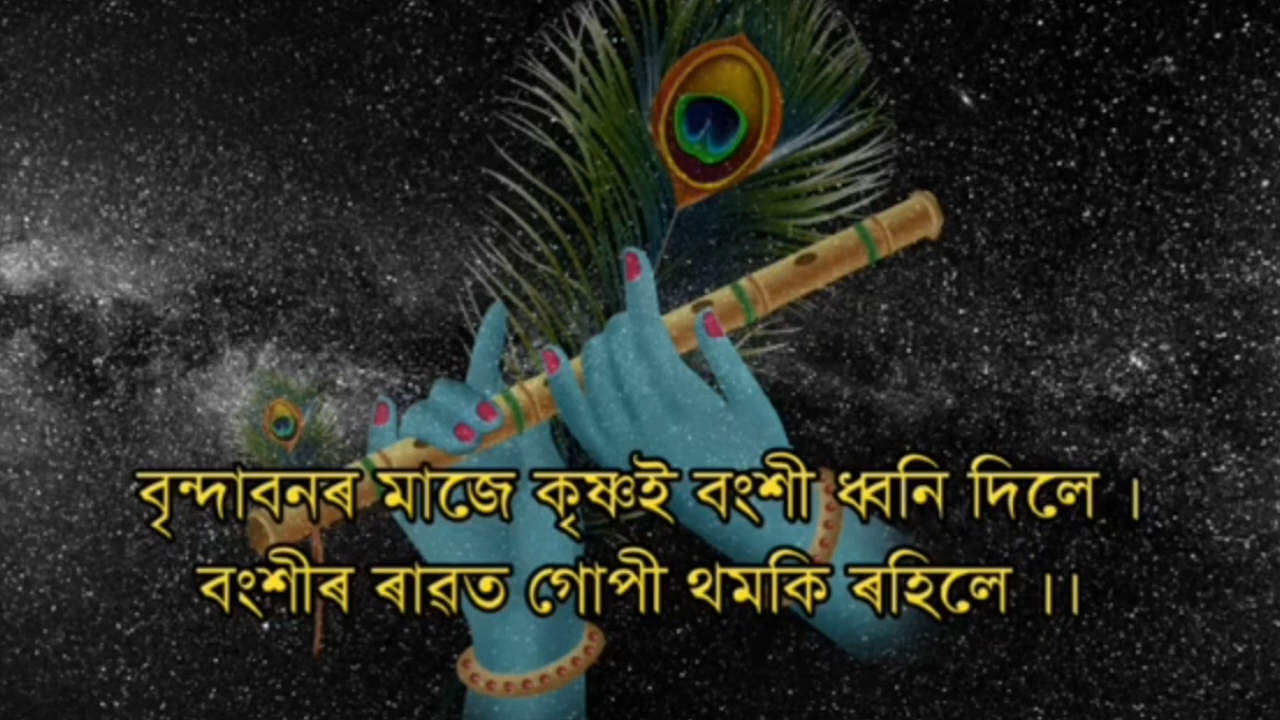 বৃন্দাবনৰ মাজে কৃষ্ণই বংশী ধ্বনি দিলে ।
বংশীৰ ৰাৱত গোপী থমকি ৰহিলে ।।